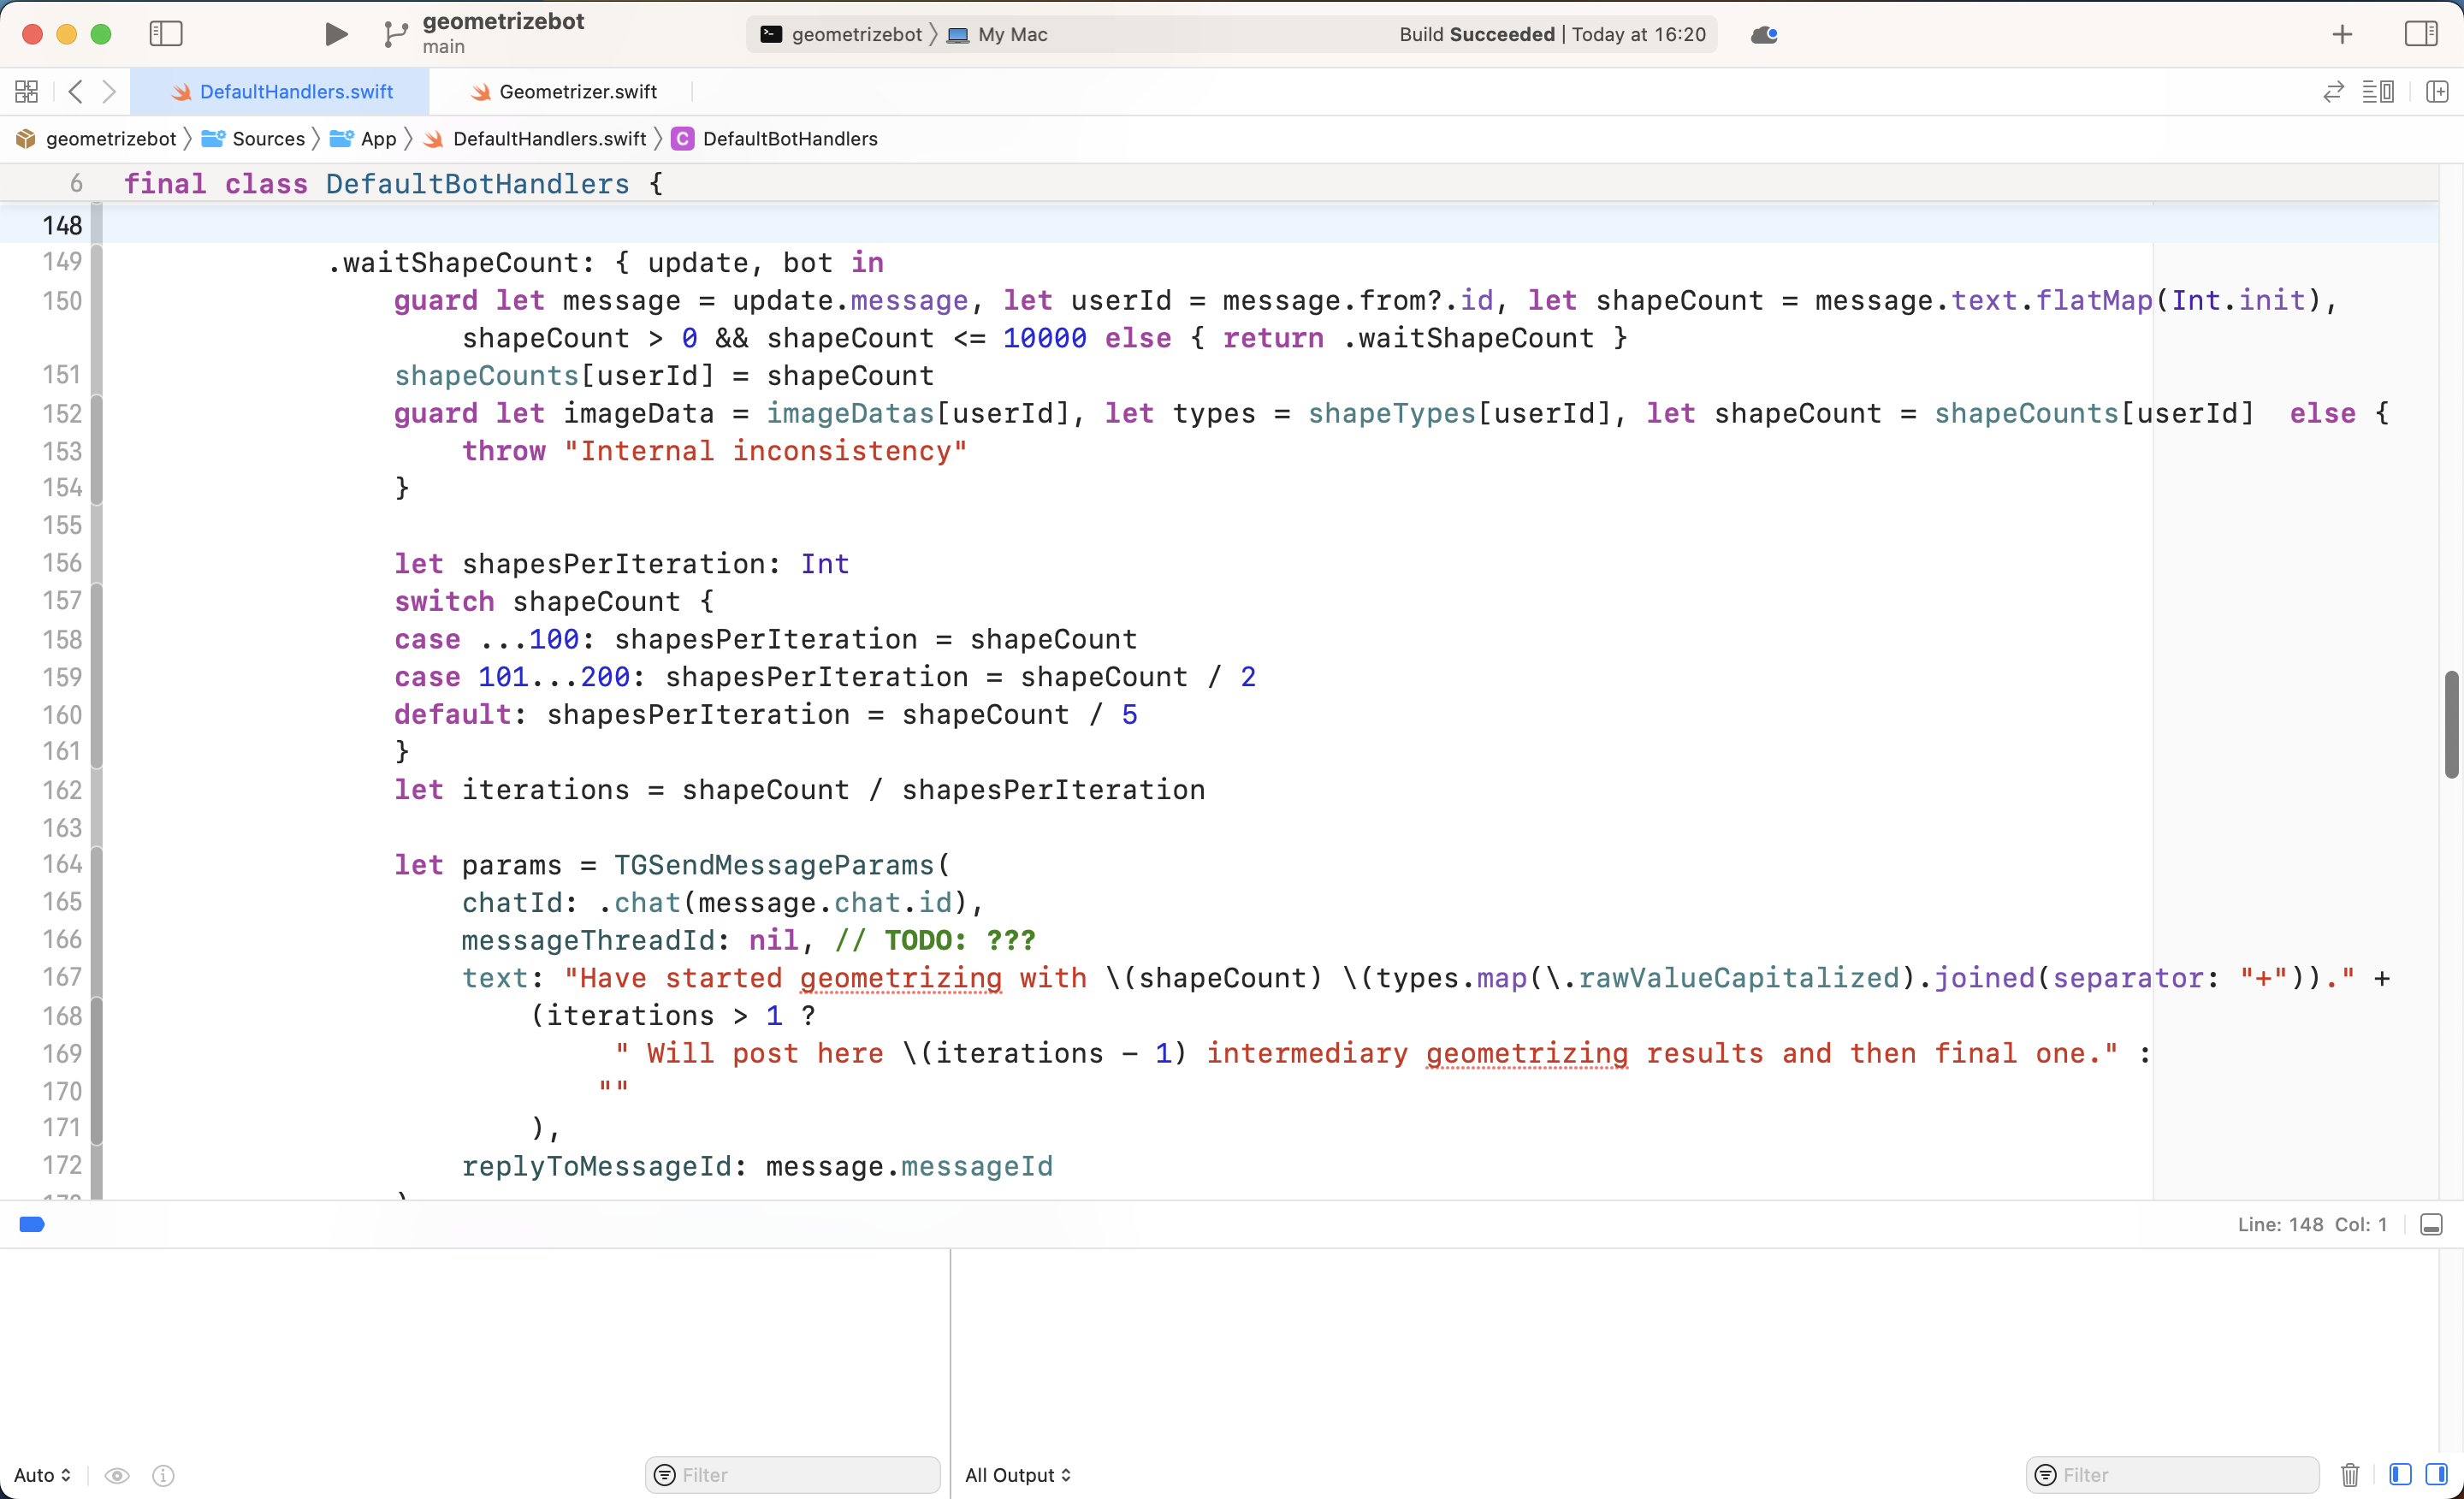 geometrizebot
main
geometrizebot
My Mac
Build Succeeded | Today at 16:20
DefaultHandlers.swift
Geometrizer.swift
geometrizebot
Sources
App
DefaultHandlers.swift
C
DefaultBotHandlers
6 final class DefaultBotHandlers {
148
149 .waitShapeCount: { update, bot in
150 guard let message = update.message, let userId = message.from?.id, let shapeCount = message.text.flatMap(Int.init),
shapeCount > 0 && shapeCount <= 10000 else { return .waitShapeCount }
151 shapeCounts[userId] = shapeCount
152 guard let imageData = imageDatas[userId], let types = shapeTypes[userId], let shapeCount = shapeCounts[userId]  else {
153 throw "Internal inconsistency"
154 }
155
156 let shapesPerIteration: Int
157 switch shapeCount {
158 case ...100: shapesPerIteration = shapeCount
159 case 101...200: shapesPerIteration = shapeCount / 2
160 default: shapesPerIteration = shapeCount / 5
161 }
162 let iterations = shapeCount / shapesPerIteration
163
164 let params = TGSendMessageParams(
165 chatId: .chat(message.chat.id),
166 messageThreadId: nil, // TODO: ???
167 text: "Have started geometrizing with \(shapeCount) \(types.map(\.rawValueCapitalized).joined(separator: "+"))." +
168 (iterations > 1 ?
169 " Will post here \(iterations - 1) intermediary geometrizing results and then final one." :
170 ""
171 ),
172 replyToMessageId: message.messageId
Line: 148 Col: 1
Auto
Filter
All Output
Filter